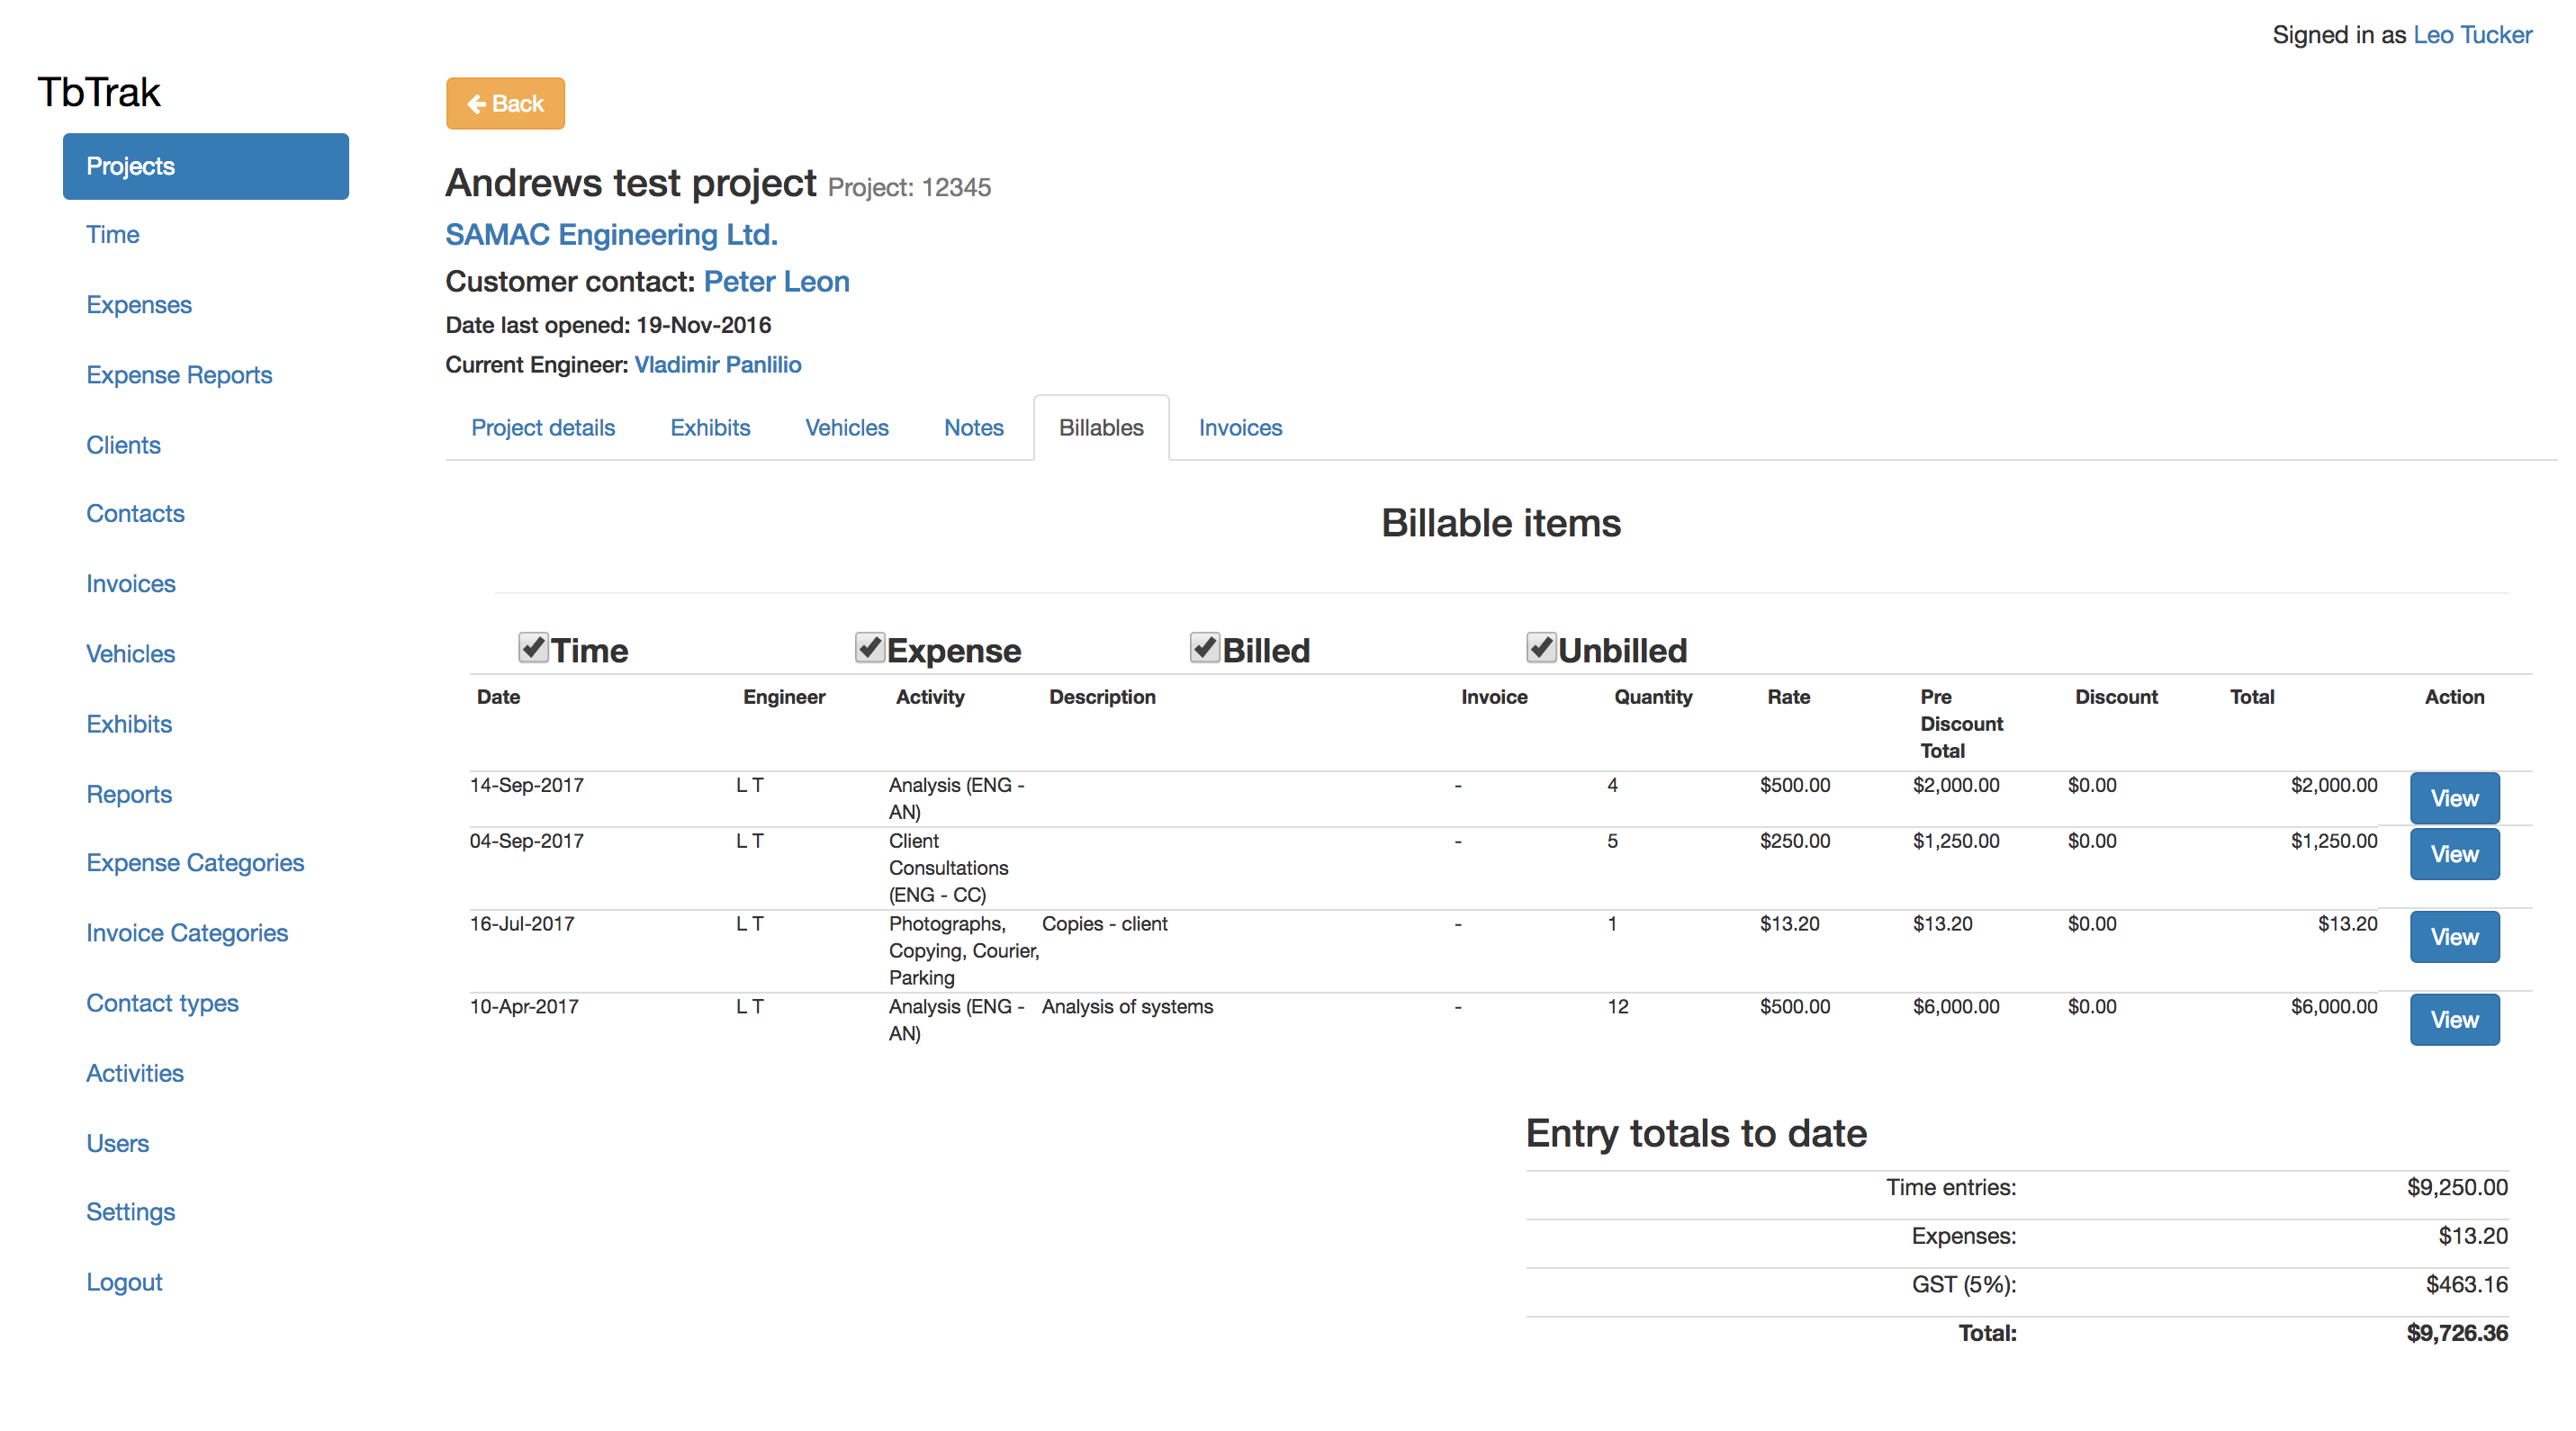 Signed in as Leo Tucker
TbTrak
Projects
Time
Expenses
Expense Reports
Clients
Contacts
Invoices
Vehicles
Exhibits
Reports
Expense Categories
Invoice Categories
Contact types
Activities
Users
Settings
Logout
Back
Andrews test project Project: 12345
SAMAC Engineering Ltd.
Customer contact: Peter Leon
Date last opened: 19-Nov-2016
Current Engineer: Vladimir Panlilio
Project details Exhibits Vehicles Notes Billables Invoices
Billable items
Time Expense Billed Unbilled
Date Engineer Activity Description Invoice Quantity Rate Pre Discount Total
Discount
Total
Action
14-Sep-2017 L T Analysis (ENG - - 4 $500.00 $2,000.00 $0.00 $2,000.00 View
AN)
04-Sep-2017 L T Client - 5 $250.00 $1,250.00 $0.00 $1,250.00 View
Consultations
(ENG - CC)
16-Jul-2017 L T Photographs, Copies - client - 1 $13.20 $13.20 $0.00 $13.20 View
Copying, Courier,
Parking
10-Apr-2017 L T Analysis (ENG - Analysis of systems - 12 $500.00 $6,000.00 $0.00 $6,000.00 View
AN)
Entry totals to date
Time entries: $9,250.00
Expenses: $13.20
GST (5%): $463.16
Total: $9,726.36